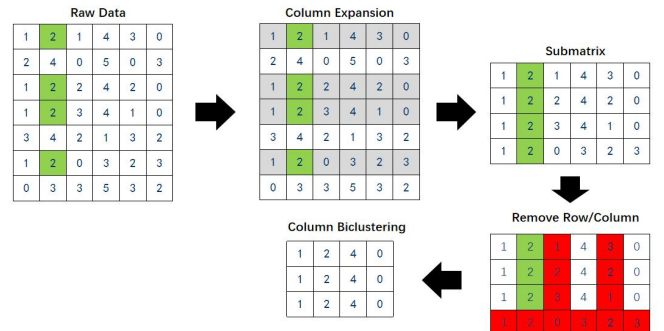 Raw Data
1 2 1 4 3 0
2 4 0 5 0 3
1 2 2 4 2 0
1 2 3 4 1 0
3 4 2 1 3 2
1 2 0 3 2 3
0 3 3 5 3 2
Column Expansion
1 2 1 4 3 0
2 4 0 5 0 3
1 2 2 4 2 0
1 2 3 4 1 0
3 4 2 1 3 2
1 2 0 3 2 3
0 3 3 5 3 2
Submatrix
1 2 1 4 3 0
1 2 2 4 2 0
1 2 3 4 1 0
1 2 0 3 2 3
Remove Row/Column
1 2 1 4 3 0
1 2 2 4 2 0
1 2 3 4 1 0
1 2 0 3 2 3
Column Biclustering
1 2 4 0
1 2 4 0
1 2 4 0